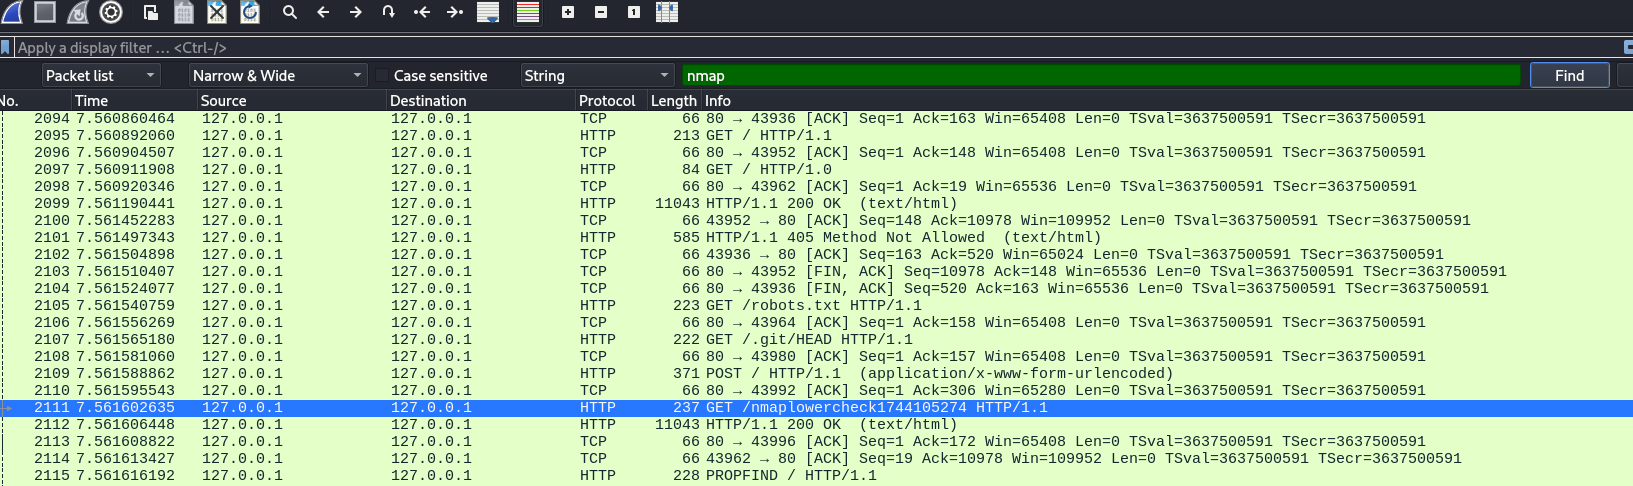 Apply a display filter … <Ctrl-/>
Packet list Narrow & Wide Case sensitive String nmap Find
No. Time Source Destination Protocol Length Info
2094 7.560860464 127.0.0.1 127.0.0.1 TCP 66 80 → 43936 [ACK] Seq=1 Ack=163 Win=65408 Len=0 TSval=3637500591 TSecr=3637500591
2095 7.560892060 127.0.0.1 127.0.0.1 HTTP 213 GET / HTTP/1.1
2096 7.560904507 127.0.0.1 127.0.0.1 TCP 66 80 → 43952 [ACK] Seq=1 Ack=148 Win=65408 Len=0 TSval=3637500591 TSecr=3637500591
2097 7.560911908 127.0.0.1 127.0.0.1 HTTP 84 GET / HTTP/1.0
2098 7.560920346 127.0.0.1 127.0.0.1 TCP 66 80 → 43962 [ACK] Seq=1 Ack=19 Win=65536 Len=0 TSval=3637500591 TSecr=3637500591
2099 7.561190441 127.0.0.1 127.0.0.1 HTTP 11043 HTTP/1.1 200 OK (text/html)
2100 7.561452283 127.0.0.1 127.0.0.1 TCP 66 43952 → 80 [ACK] Seq=148 Ack=10978 Win=109952 Len=0 TSval=3637500591 TSecr=3637500591
2101 7.561497343 127.0.0.1 127.0.0.1 HTTP 585 HTTP/1.1 405 Method Not Allowed (text/html)
2102 7.561504898 127.0.0.1 127.0.0.1 TCP 66 43936 → 80 [ACK] Seq=163 Ack=520 Win=65024 Len=0 TSval=3637500591 TSecr=3637500591
2103 7.561510407 127.0.0.1 127.0.0.1 TCP 66 80 → 43952 [FIN, ACK] Seq=10978 Ack=148 Win=65536 Len=0 TSval=3637500591 TSecr=3637500591
2104 7.561524077 127.0.0.1 127.0.0.1 TCP 66 80 → 43936 [FIN, ACK] Seq=520 Ack=163 Win=65536 Len=0 TSval=3637500591 TSecr=3637500591
2105 7.561540759 127.0.0.1 127.0.0.1 HTTP 223 GET /robots.txt HTTP/1.1
2106 7.561556269 127.0.0.1 127.0.0.1 TCP 66 80 → 43964 [ACK] Seq=1 Ack=158 Win=65408 Len=0 TSval=3637500591 TSecr=3637500591
2107 7.561565180 127.0.0.1 127.0.0.1 HTTP 222 GET /.git/HEAD HTTP/1.1
2108 7.561581060 127.0.0.1 127.0.0.1 TCP 66 80 → 43980 [ACK] Seq=1 Ack=157 Win=65408 Len=0 TSval=3637500591 TSecr=3637500591
2109 7.561588862 127.0.0.1 127.0.0.1 HTTP 371 POST / HTTP/1.1 (application/x-www-form-urlencoded)
2110 7.561595543 127.0.0.1 127.0.0.1 TCP 66 80 → 43992 [ACK] Seq=1 Ack=306 Win=65280 Len=0 TSval=3637500591 TSecr=3637500591
2111 7.561602635 127.0.0.1 127.0.0.1 HTTP 237 GET /nmaplowercheck1744105274 HTTP/1.1
2112 7.561606448 127.0.0.1 127.0.0.1 HTTP 11043 HTTP/1.1 200 OK (text/html)
2113 7.561608822 127.0.0.1 127.0.0.1 TCP 66 80 → 43996 [ACK] Seq=1 Ack=172 Win=65408 Len=0 TSval=3637500591 TSecr=3637500591
2114 7.561613427 127.0.0.1 127.0.0.1 TCP 66 43962 → 80 [ACK] Seq=19 Ack=10978 Win=109952 Len=0 TSval=3637500591 TSecr=3637500591
2115 7.561616192 127.0.0.1 127.0.0.1 HTTP 228 PROPFIND / HTTP/1.1